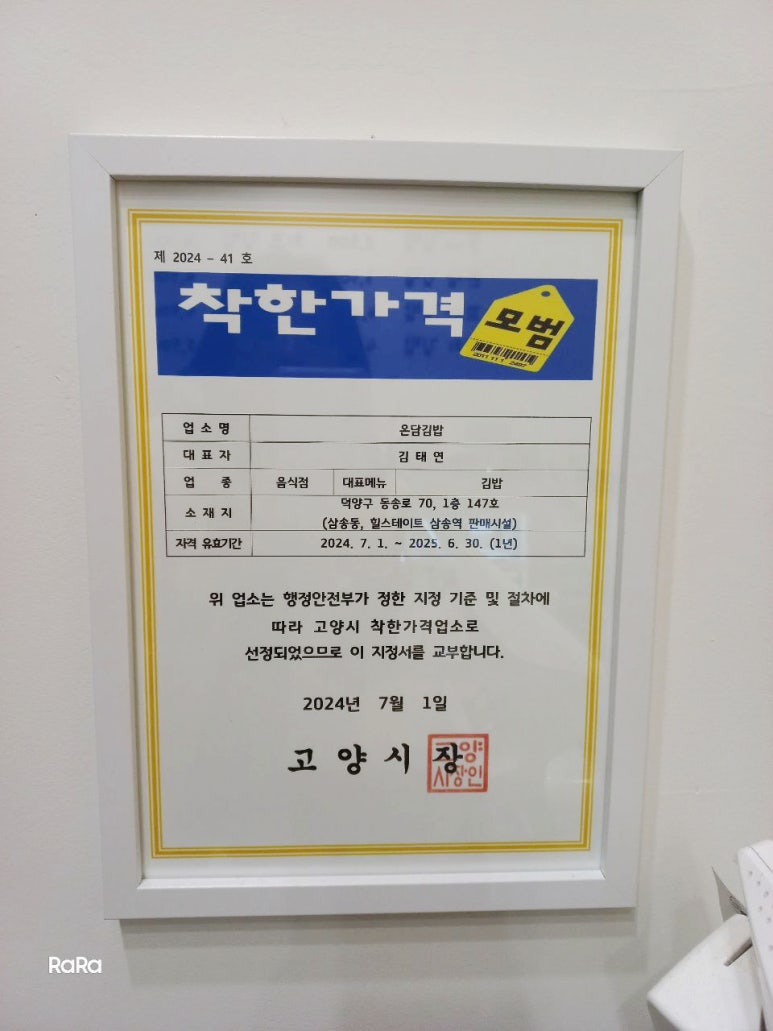 제 2024 - 41 호
착한가격 모범
2011 11 1 2487
업 소 명 온담김밥
대 표 자 김 태 연
업 종 음식점 대표메뉴 김밥
소 재 지 덕양구 동송로 70, 1층 147호
(삼송동, 힐스테이트 삼송역 판매시설)
자격 유효기간 2024. 7. 1. ~ 2025. 6. 30. (1년)
위 업소는 행정안전부가 정한 지정 기준 및 절차에
따라 고양시 착한가격업소로
선정되었으므로 이 지정서를 교부합니다.
2024년 7월 1일
고 양 시 장
RaRa